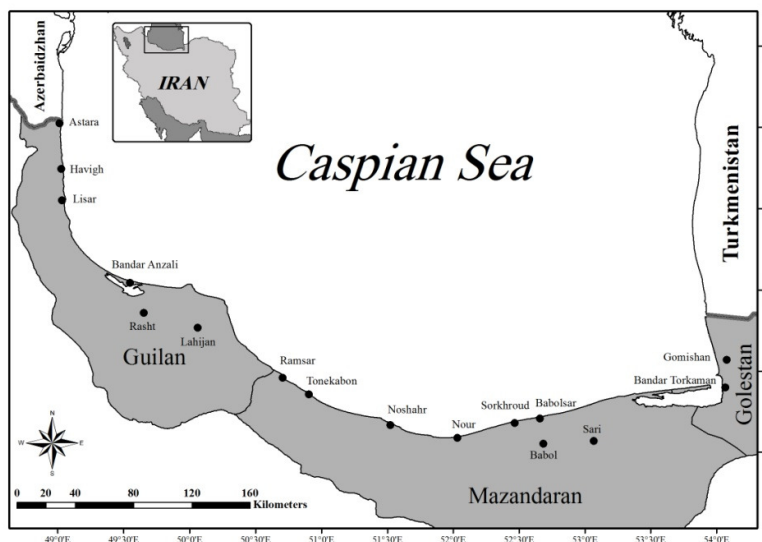 Azerbaidzhan
IRAN
Astara
Caspian Sea
Havigh
Turkmenistan
Lisar
Bandar Anzali
Rasht
Lahijan
Guilan
Ramsar
Gomishan
Tonekabon
Bandar Torkaman
Golestan
Noshahr
Nour
Sorkhroud
Babolsar
Sari
Babol
Mazandaran
N
W
E
S
0 20 40 80 120 160
Kilometers
49°0'E 49°30'E 50°0'E 50°30'E 51°0'E 51°30'E 52°0'E 52°30'E 53°0'E 53°30'E 54°0'E